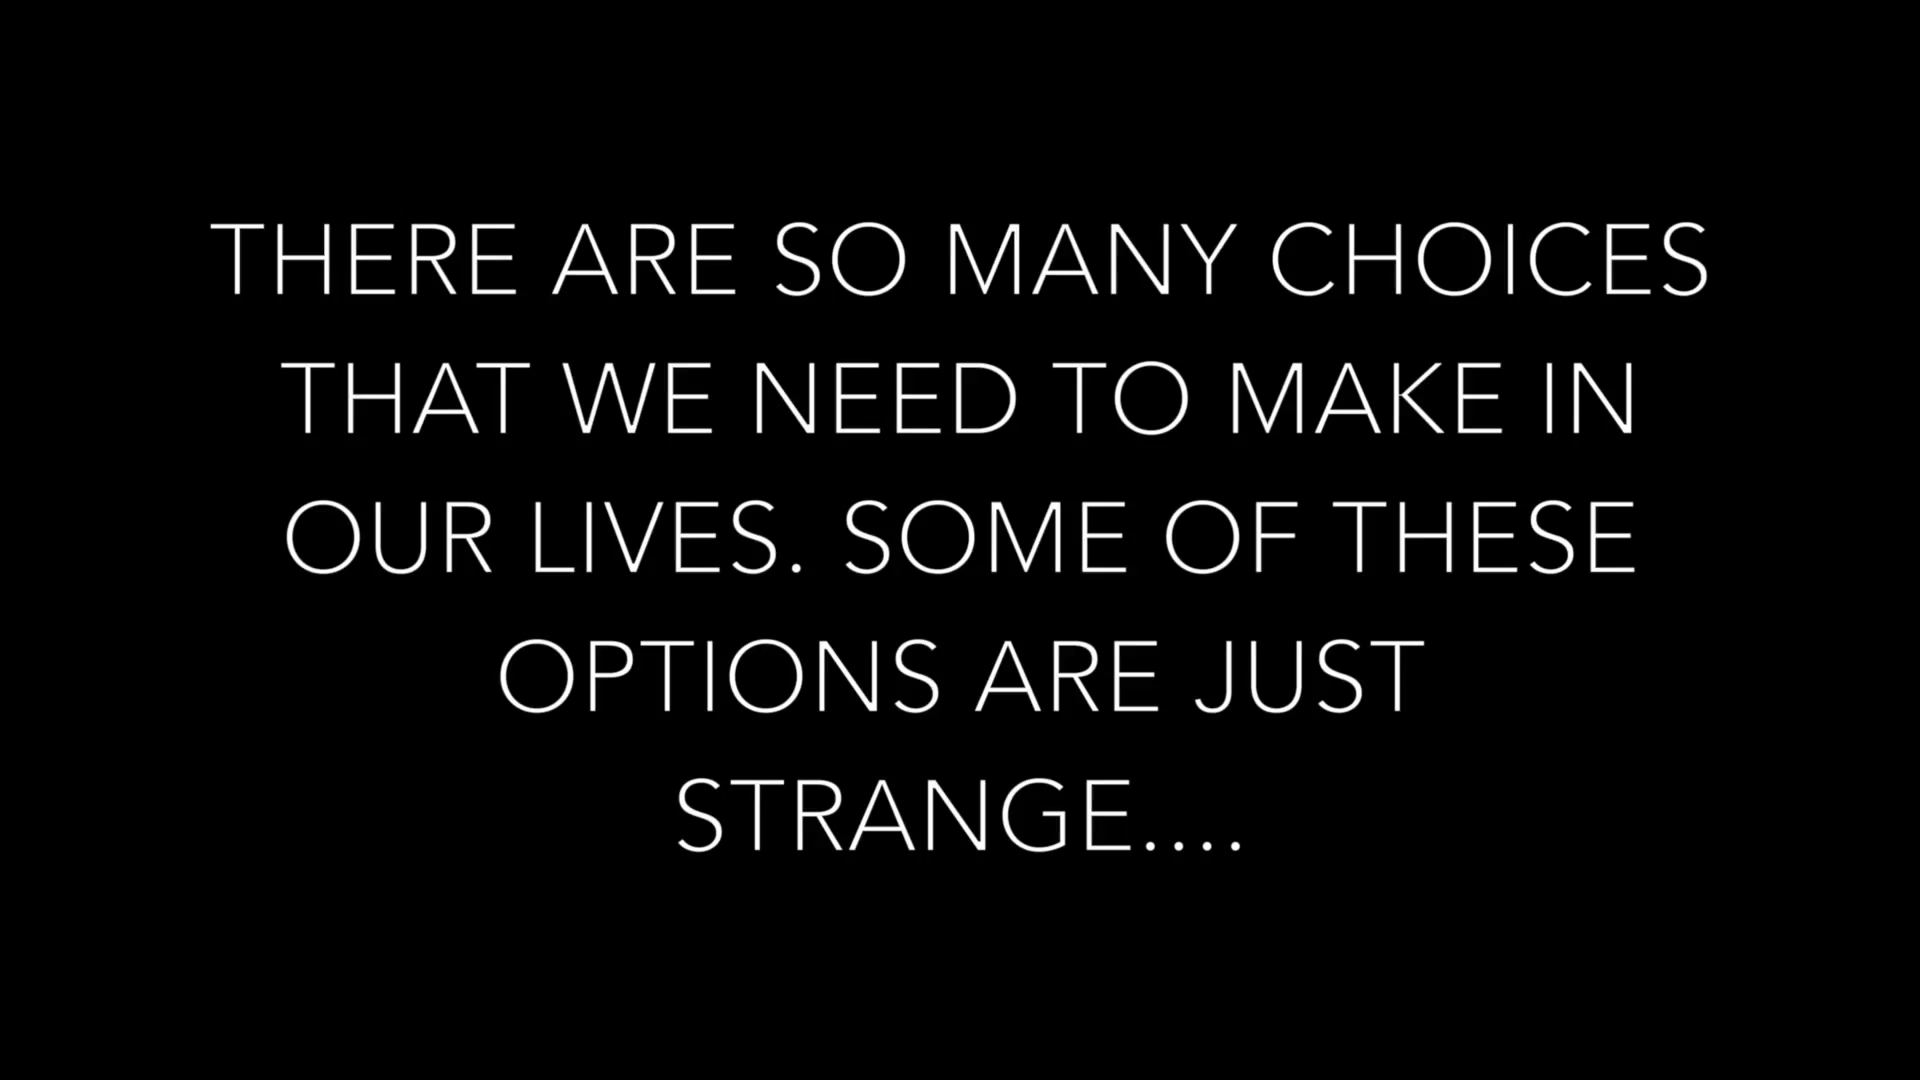 THERE ARE SO MANY CHOICES
THAT WE NEED TO MAKE IN
OUR LIVES. SOME OF THESE
OPTIONS ARE JUST
STRANGE....